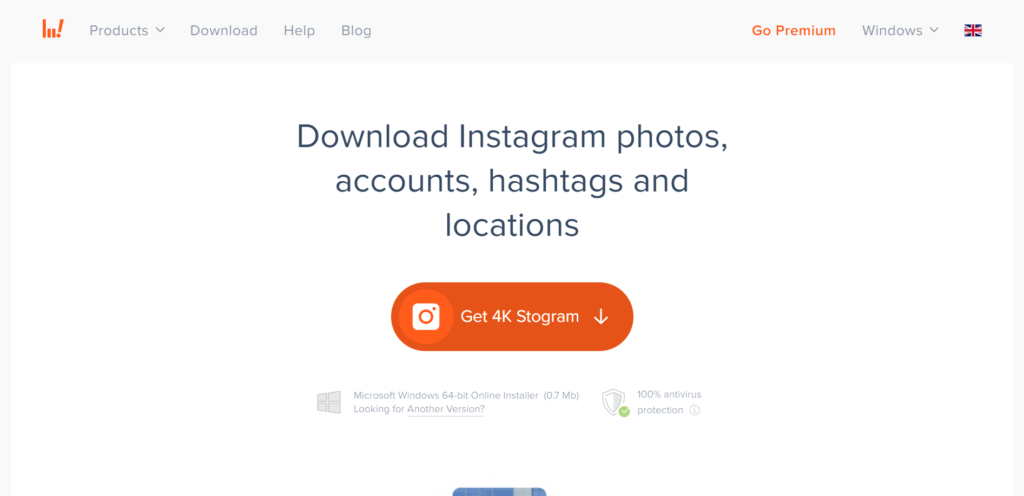 Products Download Help Blog Go Premium Windows
Download Instagram photos,
accounts, hashtags and
locations
Get 4K Stogram
Microsoft Windows 64-bit Online Installer (0.7 Mb)
Looking for Another Version?
100% antivirus
protection